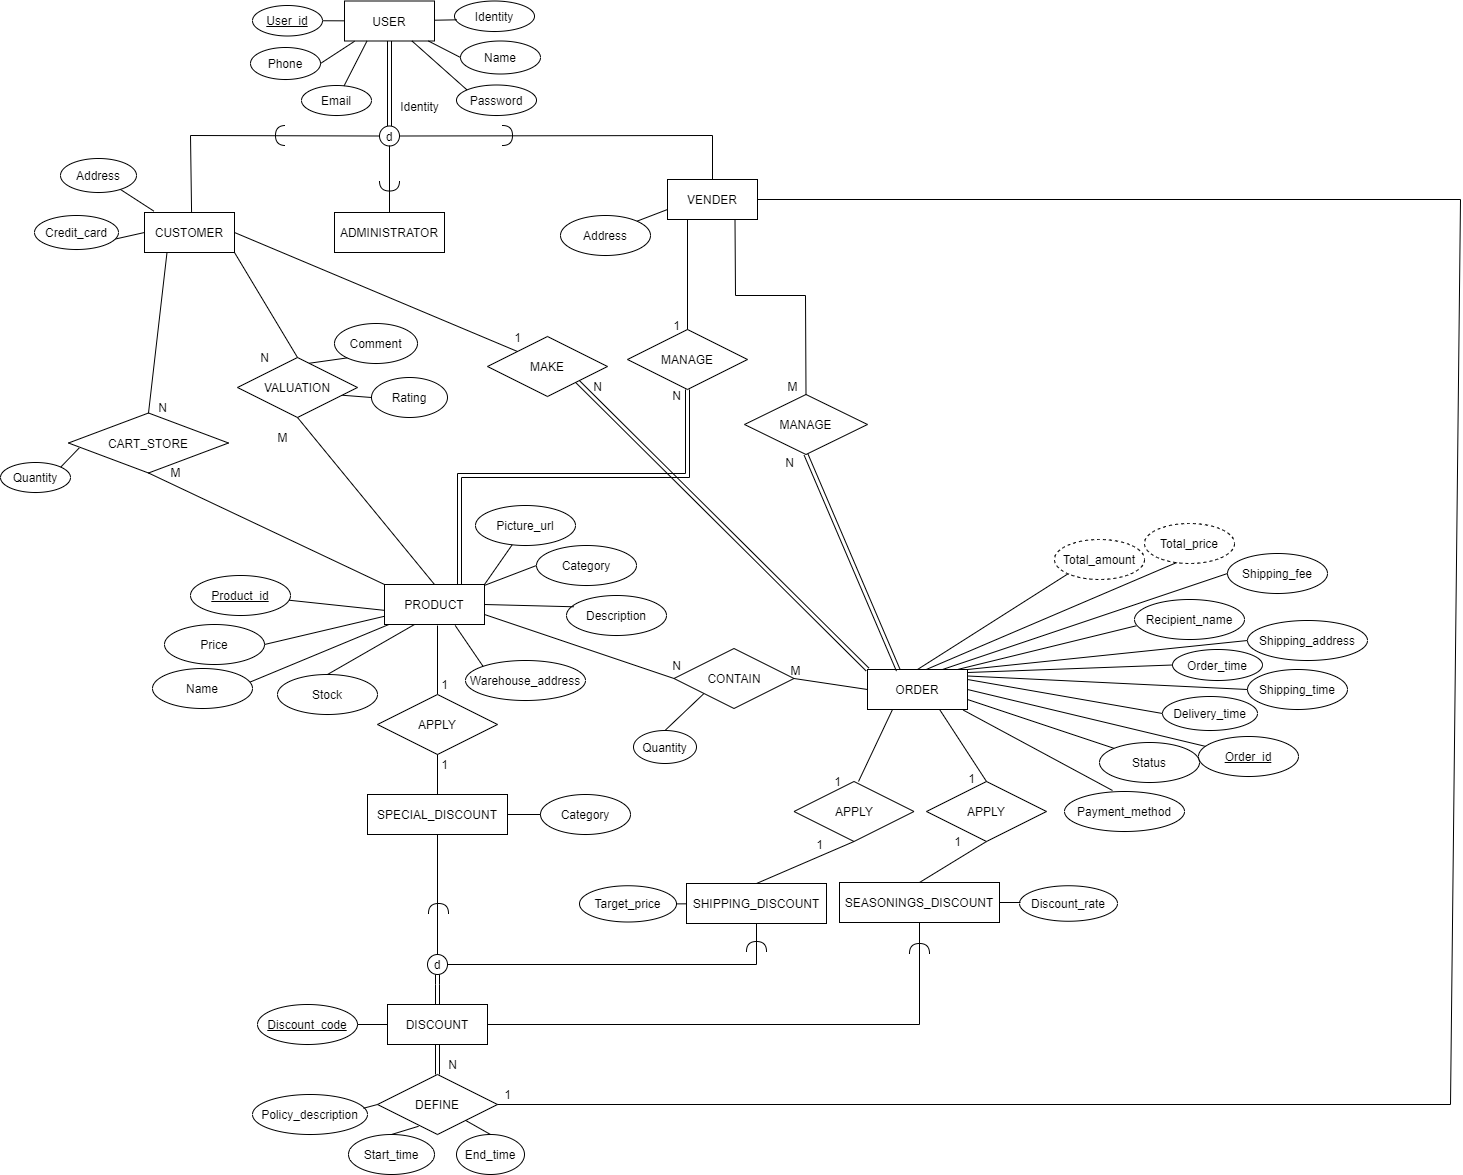 User_id
USER
Identity
Phone
Name
Email
Identity
Password
d
Address
VENDER
Credit_card
CUSTOMER
ADMINISTRATOR
Address
1
1
MAKE
MANAGE
N
Comment
VALUATION
N
N
M
Rating
N
CART_STORE
M
MANAGE
M
N
Quantity
Picture_url
Total_amount
Total_price
Category
Shipping_fee
Product_id
PRODUCT
Description
Recipient_name
Price
Shipping_address
N
CONTAIN
M
Order_time
Name
Stock
1
Warehouse_address
ORDER
Shipping_time
APPLY
Delivery_time
Quantity
Order_id
1
Status
1
1
SPECIAL_DISCOUNT
Category
APPLY
APPLY
Payment_method
1
1
Target_price
SHIPPING_DISCOUNT
SEASONINGS_DISCOUNT
Discount_rate
d
Discount_code
DISCOUNT
N
1
DEFINE
Policy_description
Start_time
End_time